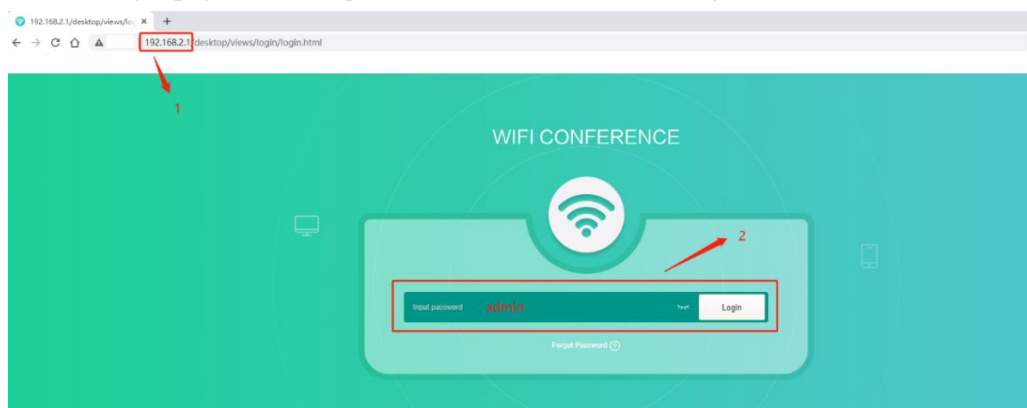 192.168.2.1/desktop/views/log
192.168.2.1/desktop/views/login/login.html
1
WIFI CONFERENCE
2
Input password admin Login
Forget Password ?